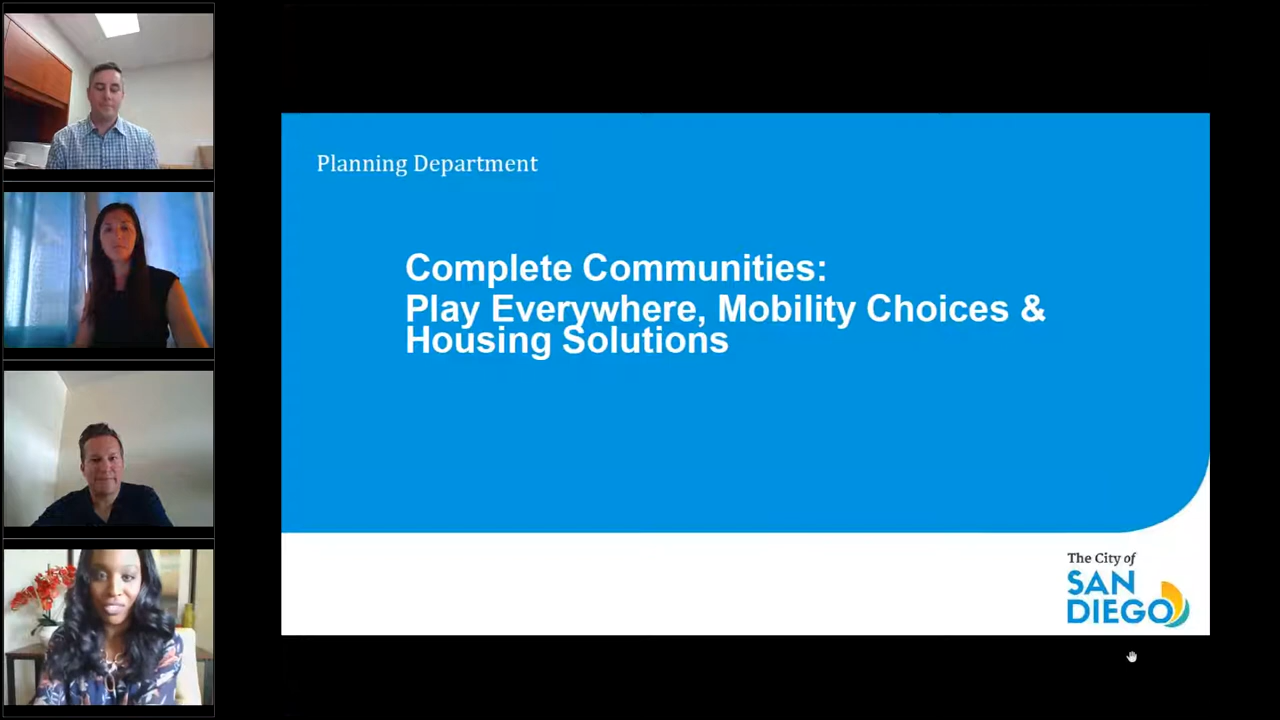 Planning Department
Complete Communities:
Play Everywhere, Mobility Choices &
Housing Solutions
The City of
SAN
DIEGO